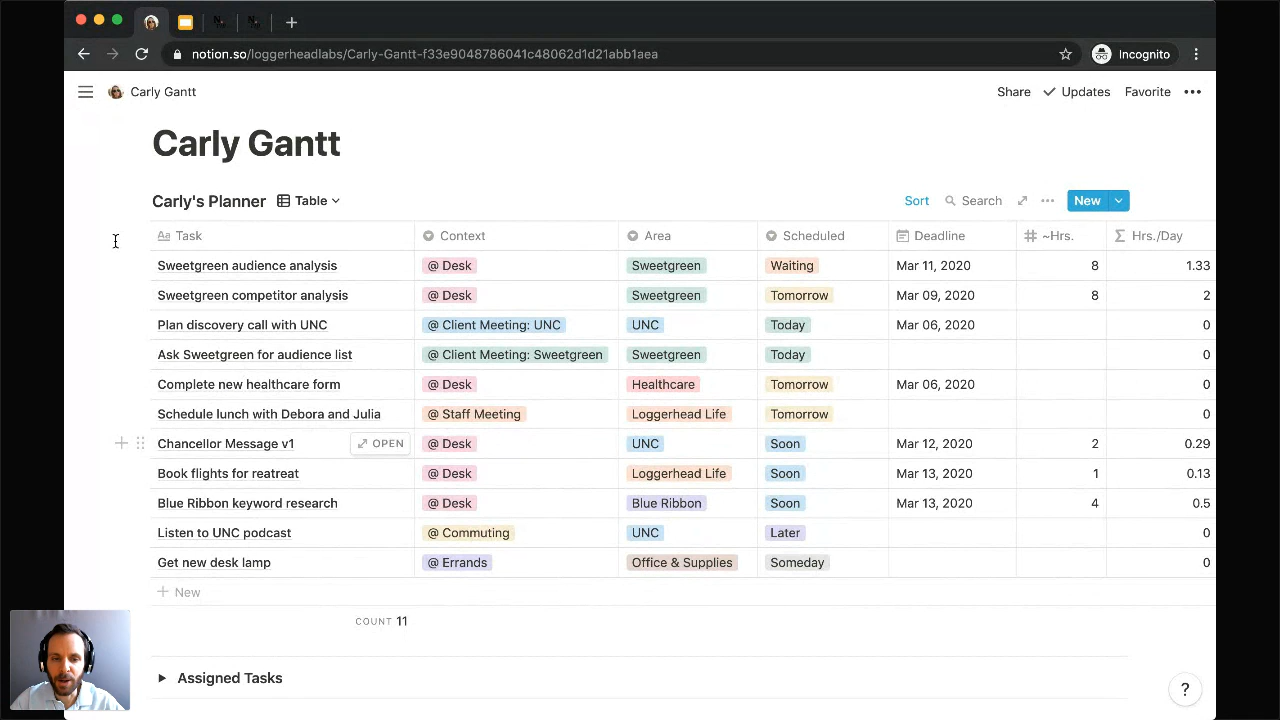 notion.so/loggerheadlabs/Carly-Gantt-f33e9048786041c48062d1d21abb1aea Incognito
Carly Gantt Share Updates Favorite
Carly Gantt
Carly's Planner Table Sort Search New
Aa Task Context Area Scheduled Deadline # ~Hrs. Σ Hrs./Day
Sweetgreen audience analysis @ Desk Sweetgreen Waiting Mar 11, 2020 8 1.33
Sweetgreen competitor analysis @ Desk Sweetgreen Tomorrow Mar 09, 2020 8 2
Plan discovery call with UNC @ Client Meeting: UNC UNC Today Mar 06, 2020 0
Ask Sweetgreen for audience list @ Client Meeting: Sweetgreen Sweetgreen Today 0
Complete new healthcare form @ Desk Healthcare Tomorrow Mar 06, 2020 0
Schedule lunch with Debora and Julia @ Staff Meeting Loggerhead Life Tomorrow 0
Chancellor Message v1 OPEN @ Desk UNC Soon Mar 12, 2020 2 0.29
Book flights for reatreat @ Desk Loggerhead Life Soon Mar 13, 2020 1 0.13
Blue Ribbon keyword research @ Desk Blue Ribbon Soon Mar 13, 2020 4 0.5
Listen to UNC podcast @ Commuting UNC Later 0
Get new desk lamp @ Errands Office & Supplies Someday 0
New
COUNT 11
Assigned Tasks
?